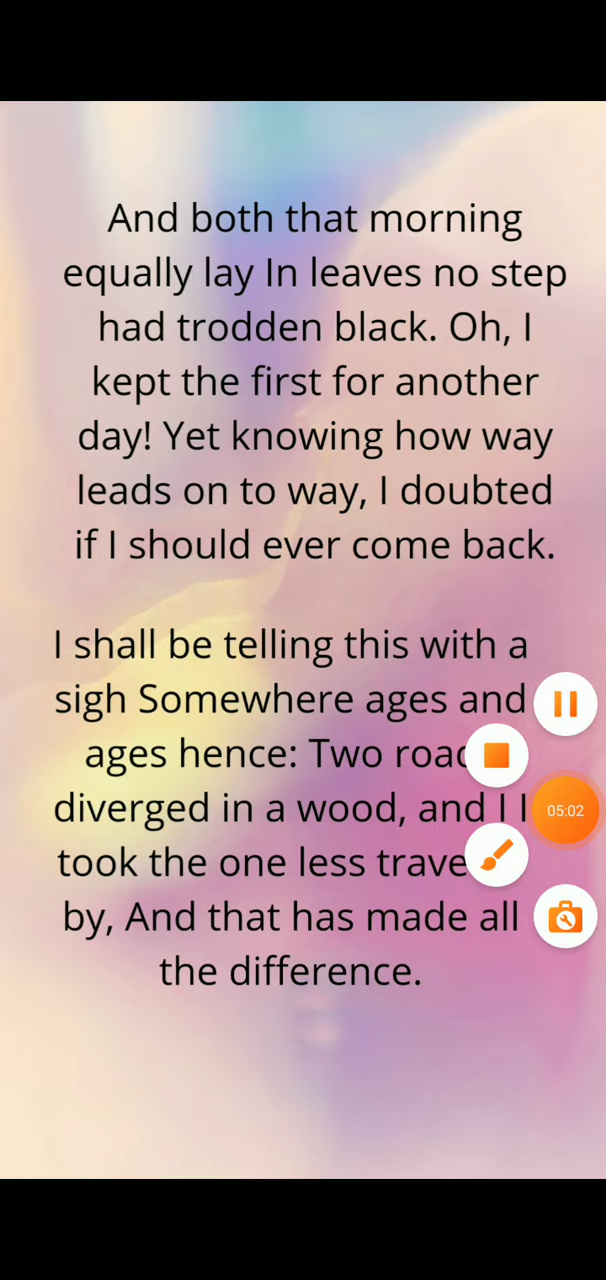 And both that morning
equally lay In leaves no step
had trodden black. Oh, I
kept the first for another
day! Yet knowing how way
leads on to way, I doubted
if I should ever come back.
I shall be telling this with a
sigh Somewhere ages and
ages hence: Two
diverged in a wood, and I I
took the one less
by, And that has made all
the difference.
05:02